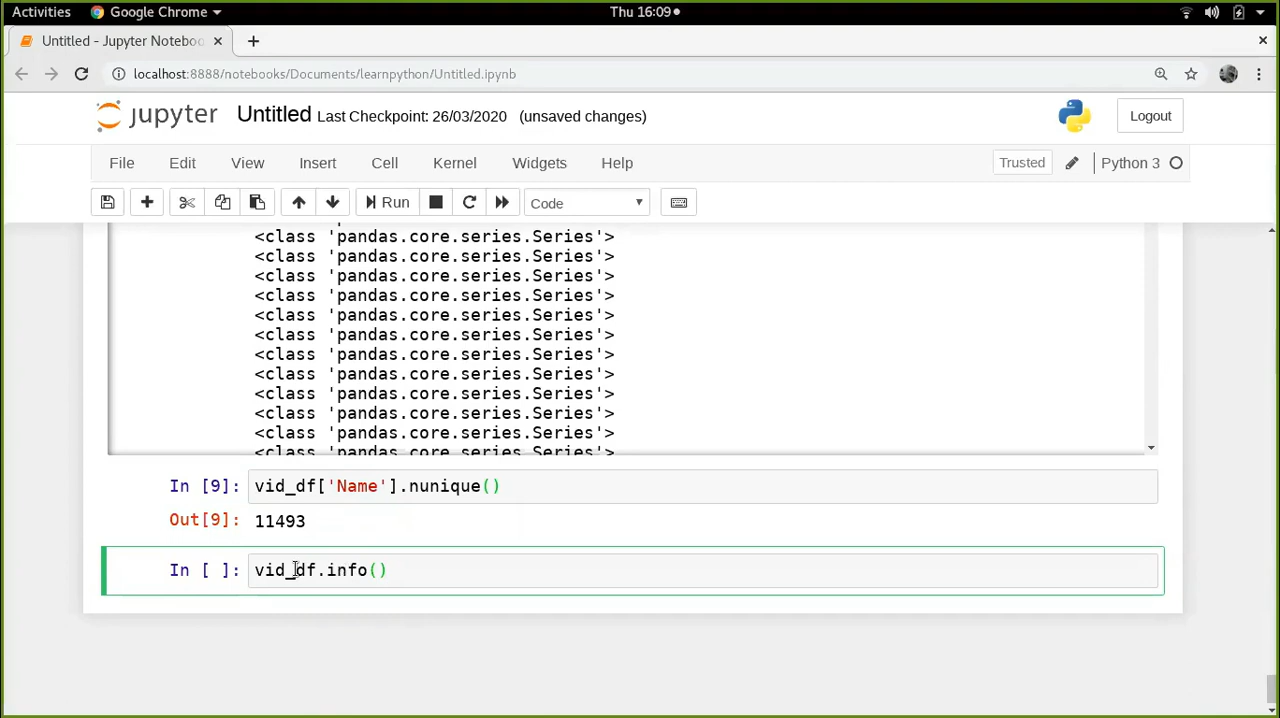 Activities Google Chrome Thu 16:09
Untitled - Jupyter Noteboo
localhost:8888/notebooks/Documents/learnpython/Untitled.ipynb
jupyter Untitled Last Checkpoint: 26/03/2020 (unsaved changes) Logout
File Edit View Insert Cell Kernel Widgets Help Trusted Python 3
Run Code
<class 'pandas.core.series.Series'>
<class 'pandas.core.series.Series'>
<class 'pandas.core.series.Series'>
<class 'pandas.core.series.Series'>
<class 'pandas.core.series.Series'>
<class 'pandas.core.series.Series'>
<class 'pandas.core.series.Series'>
<class 'pandas.core.series.Series'>
<class 'pandas.core.series.Series'>
<class 'pandas.core.series.Series'>
<class 'pandas.core.series.Series'>
<class 'pandas.core.series.Series'>
In [9]: vid_df['Name'].nunique()
Out[9]: 11493
In [ ]: vid_df.info()